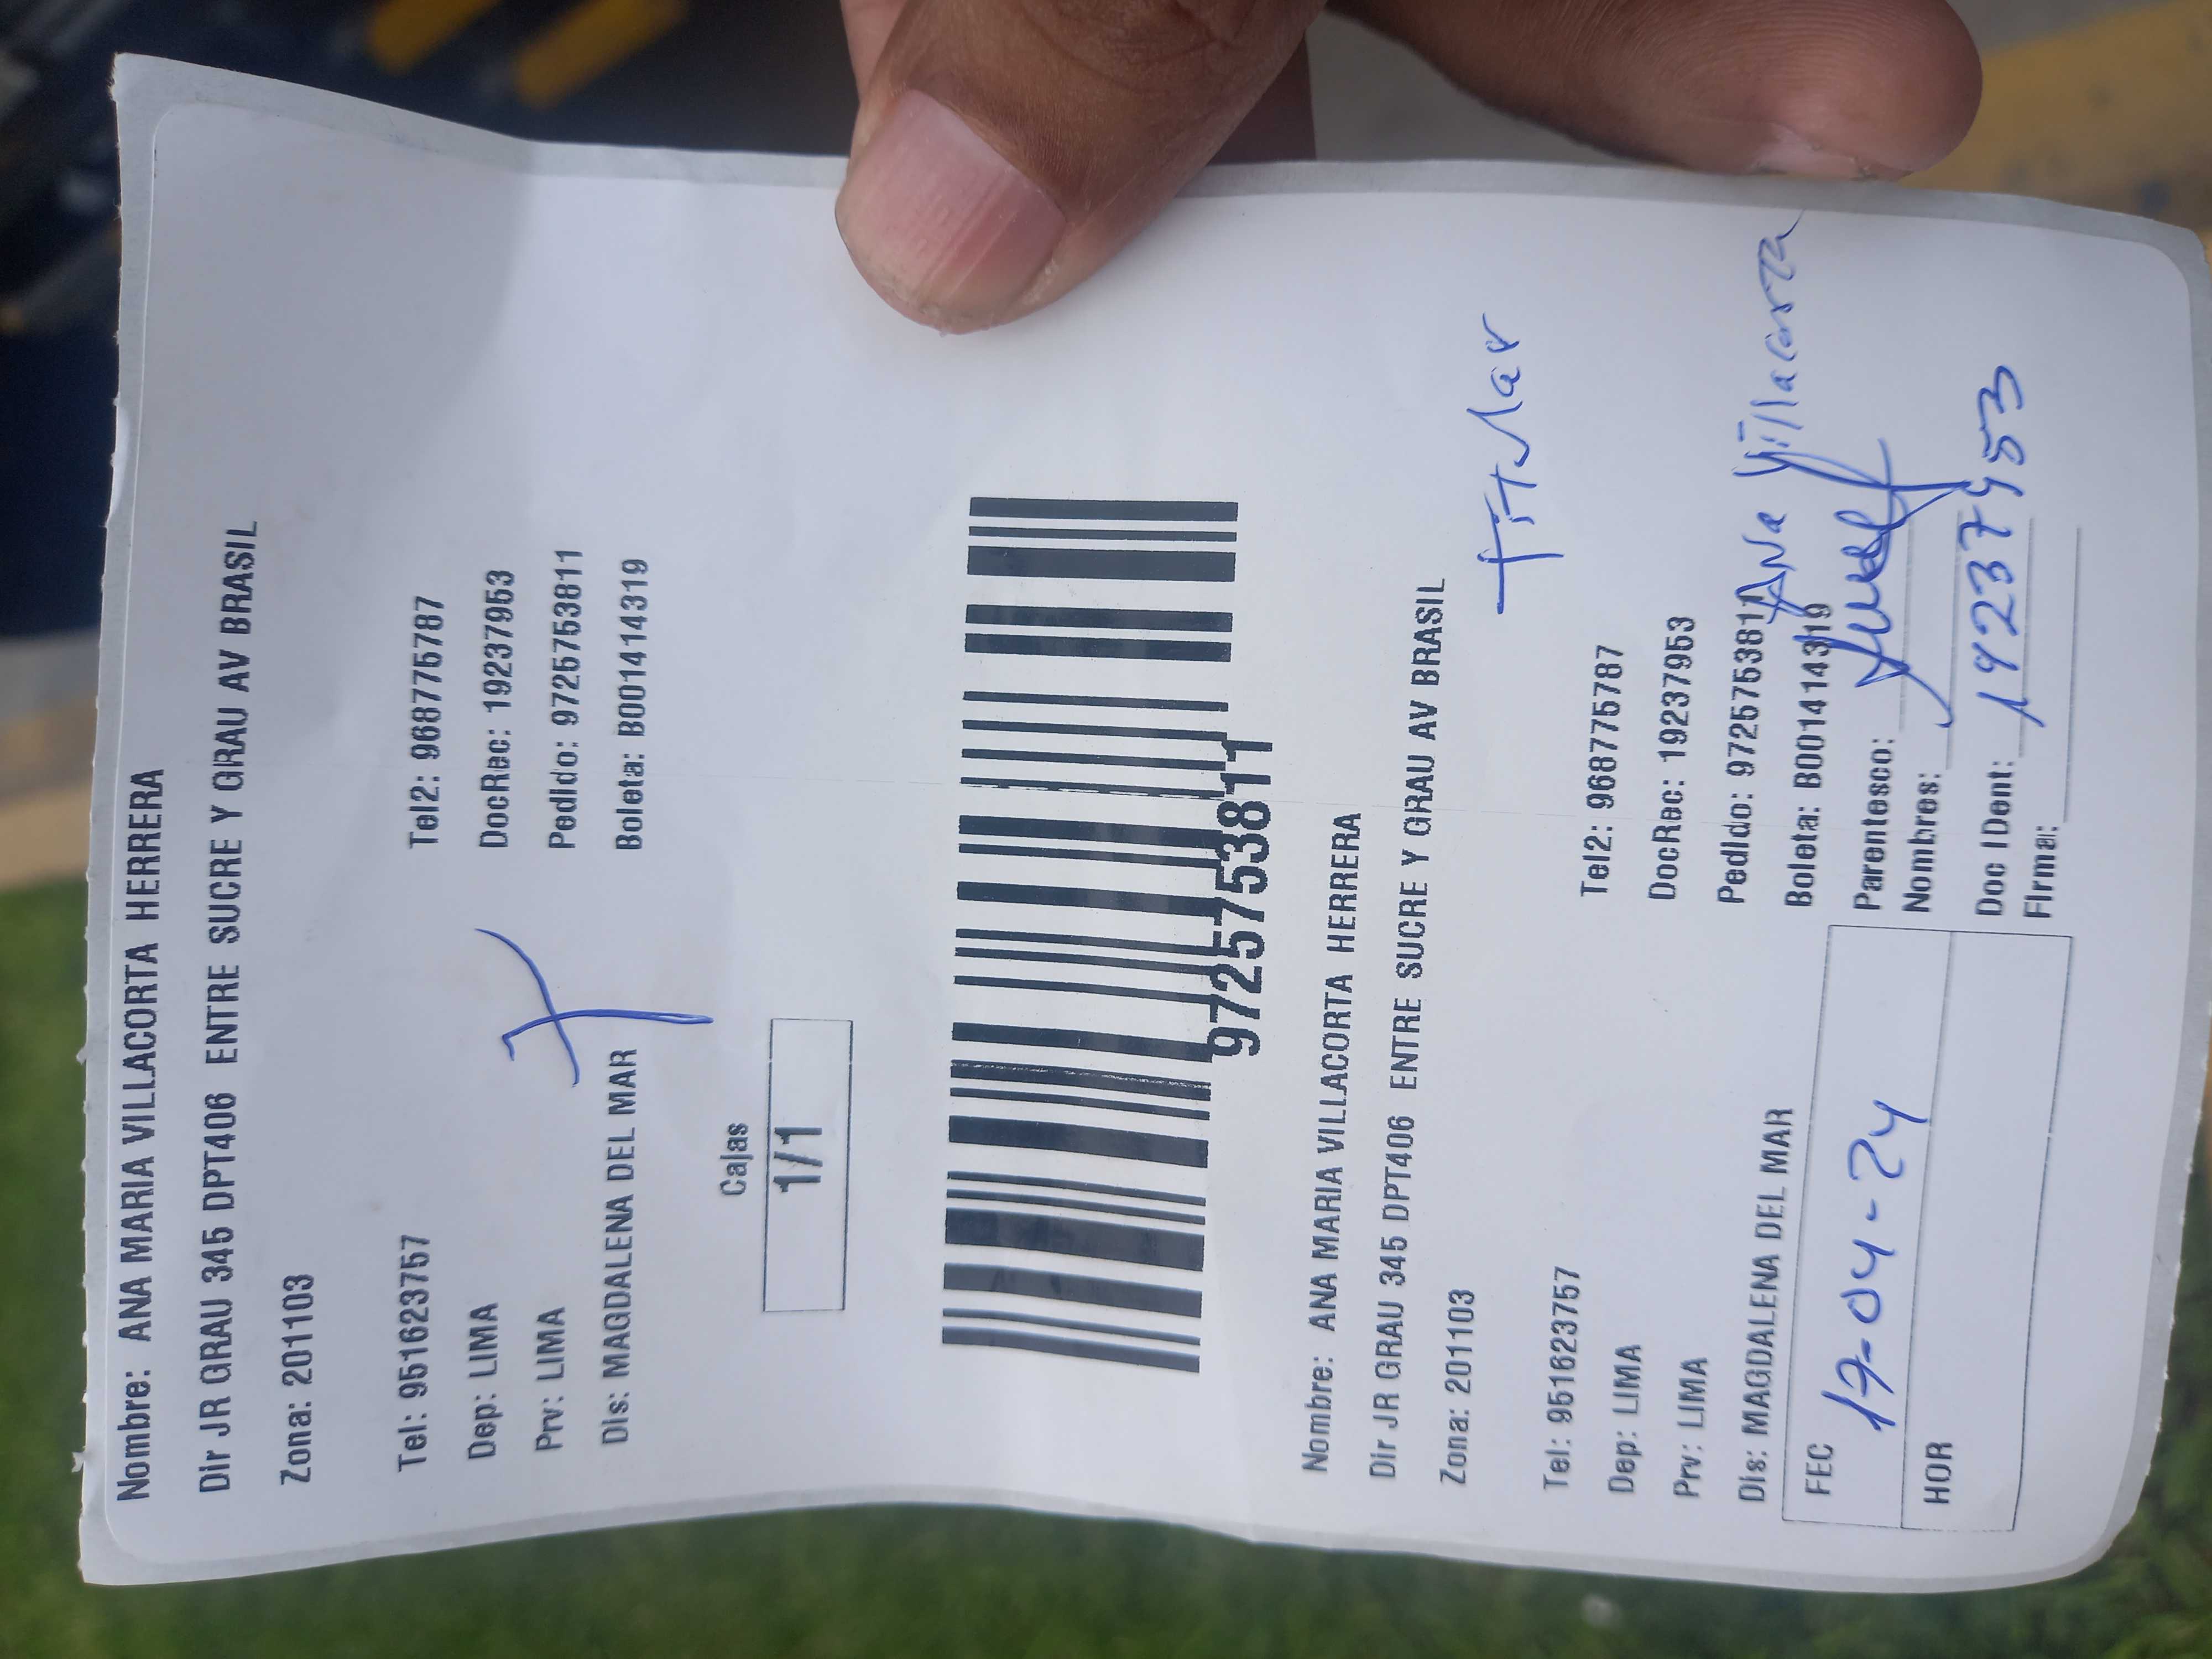 Nombre: ANA MARIA VILLACORTA HERRERA
Dir JR GRAU 345 DPT406 ENTRE SUCRE Y GRAU AV BRASIL
Zona: 201103
Tel: 951623757 Tel2: 968775787
Dep: LIMA DocRec: 19237953
Prv: LIMA Pedido: 97257753811
Dis: MAGDALENA DEL MAR Boleta: B001414319
Cajas
1/1
9725753811
Nombre: ANA MARIA VILLACORTA HERRERA
Dir JR GRAU 345 DPT406 ENTRE SUCRE Y GRAU AV BRASIL
Zona: 201103
Titular
Tel: 951623757 Tel2: 968775787
Dep: LIMA DocRec: 19237953
Prv: LIMA Pedido: 9725753811
Ana Villacorta
Dis: MAGDALENA DEL MAR Boleta: B001414319
FEC 17-04-24 Parentesco:
Nombres:
HOR Doc IDent: 19237953
Firma: